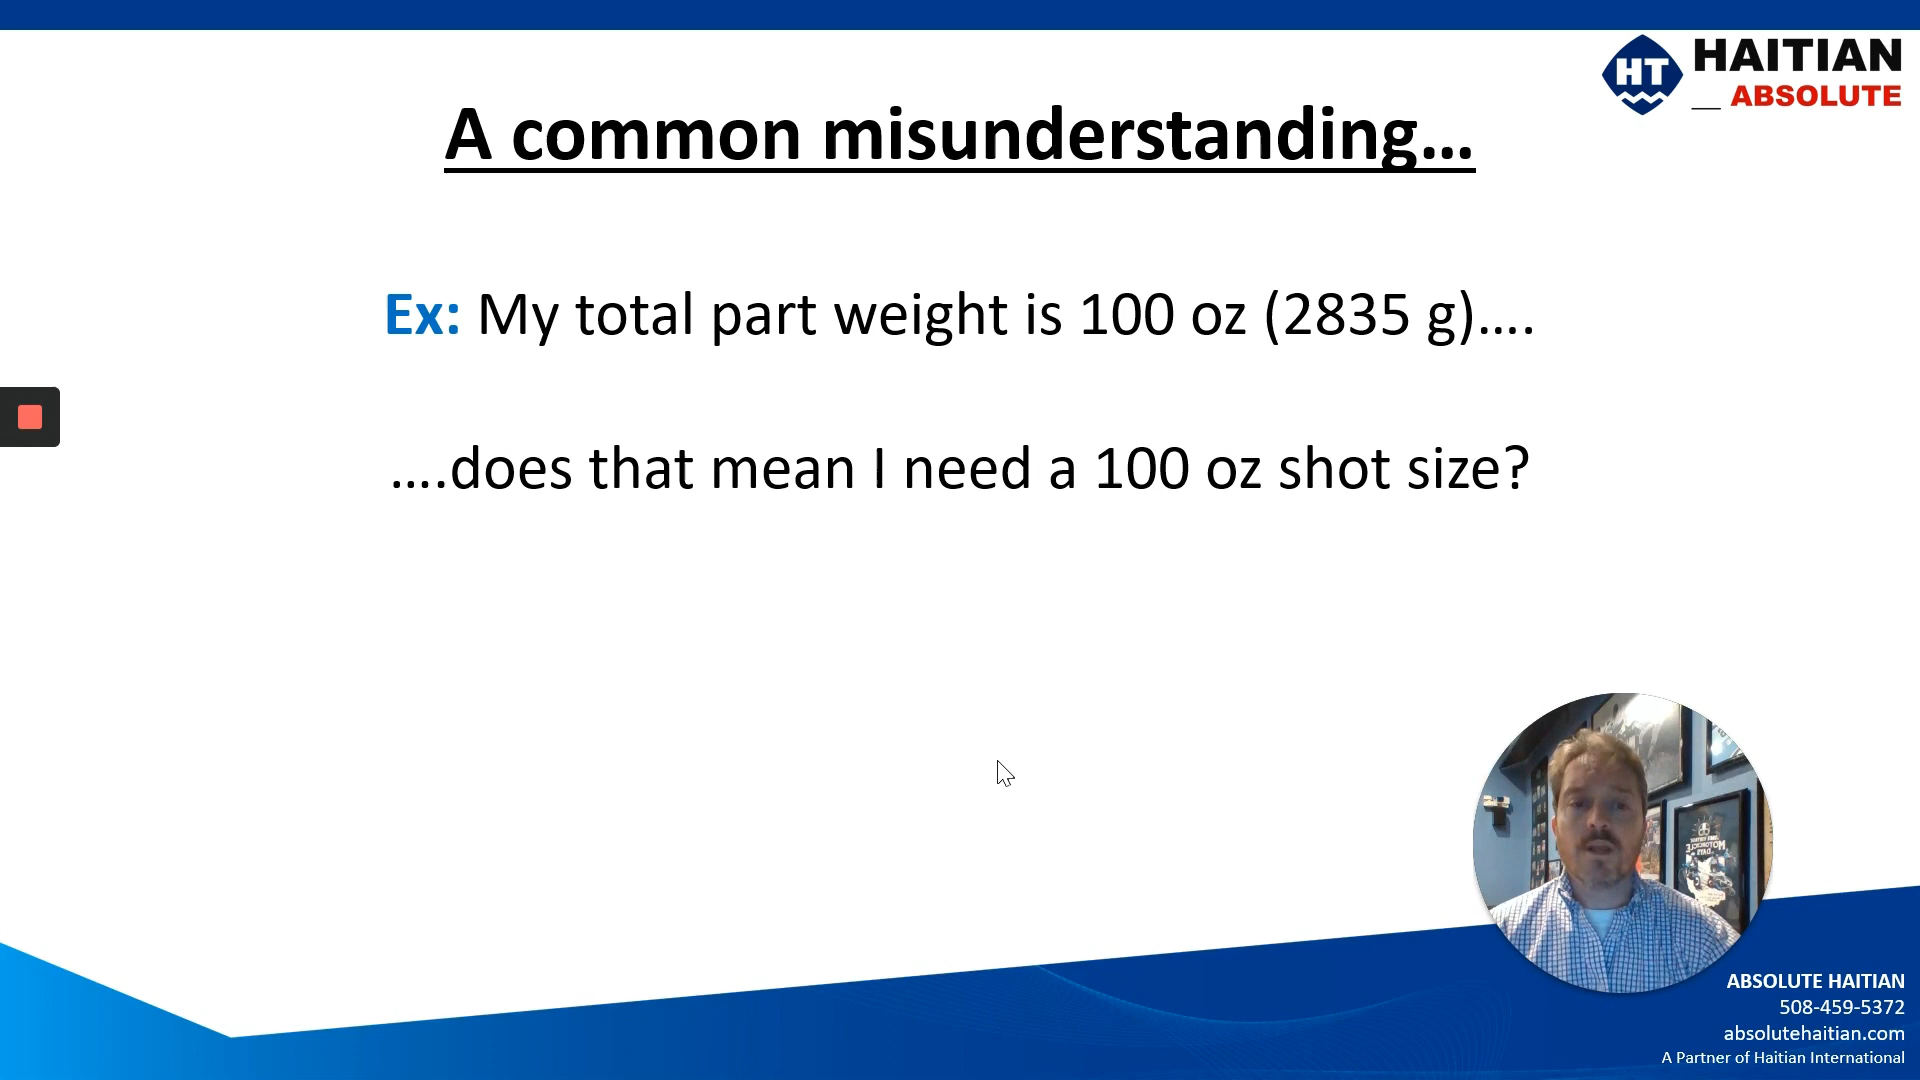 HT HAITIAN
ABSOLUTE
A common misunderstanding...
Ex: My total part weight is 100 oz (2835 g)....
....does that mean I need a 100 oz shot size?
ABSOLUTE HAITIAN
508-459-5372
absolutehaitian.com
A Partner of Haitian International